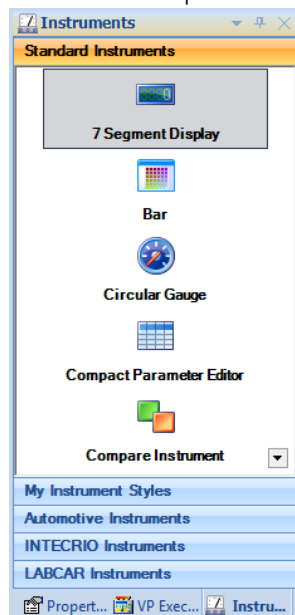 Instruments
Standard Instruments
7 Segment Display
Bar
Circular Gauge
Compact Parameter Editor
Compare Instrument
My Instrument Styles
Automotive Instruments
INTECRIO Instruments
LABCAR Instruments
Propert... VP Exec... Instru...